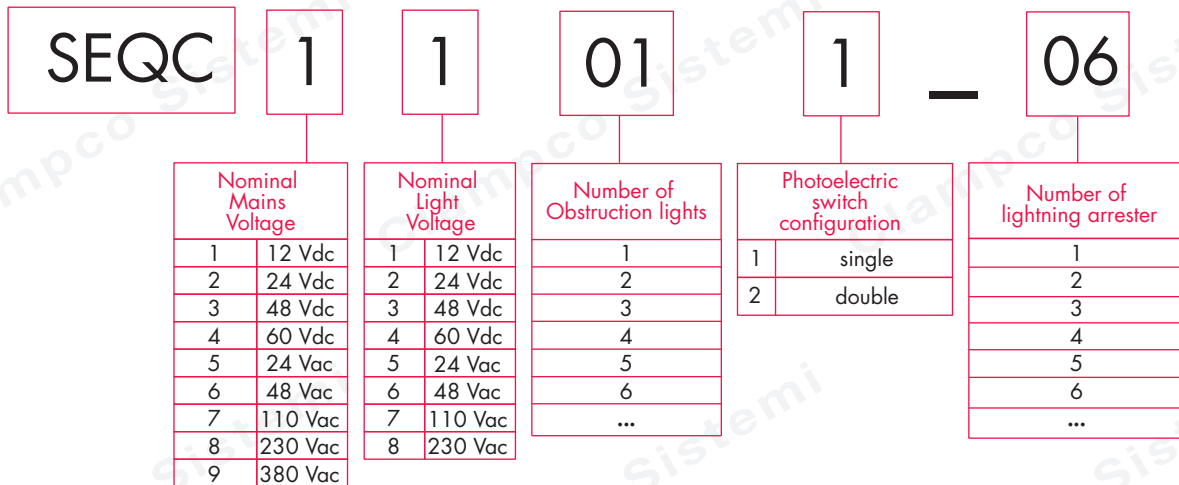 SEQC 1 1 01 1 _ 06
Nominal
Mains
Voltage
1 12 Vdc
2 24 Vdc
3 48 Vdc
4 60 Vdc
5 24 Vac
6 48 Vac
7 110 Vac
8 230 Vac
9 380 Vac
Nominal
Light
Voltage
1 12 Vdc
2 24 Vdc
3 48 Vdc
4 60 Vdc
5 24 Vac
6 48 Vac
7 110 Vac
8 230 Vac
Number of
Obstruction lights
1
2
3
4
5
6
...
Photoelectric
switch
configuration
1 single
2 double
Number of
lightning arrester
1
2
3
4
5
6
...
Clampco Sistemi